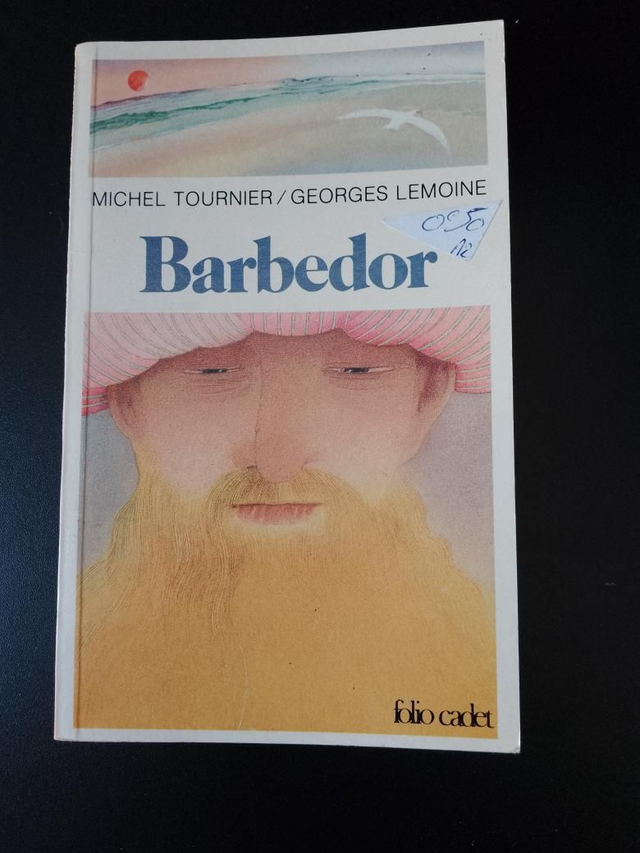 MICHEL TOURNIER / GEORGES LEMOINE
0€50
Barbedor
folio cadet